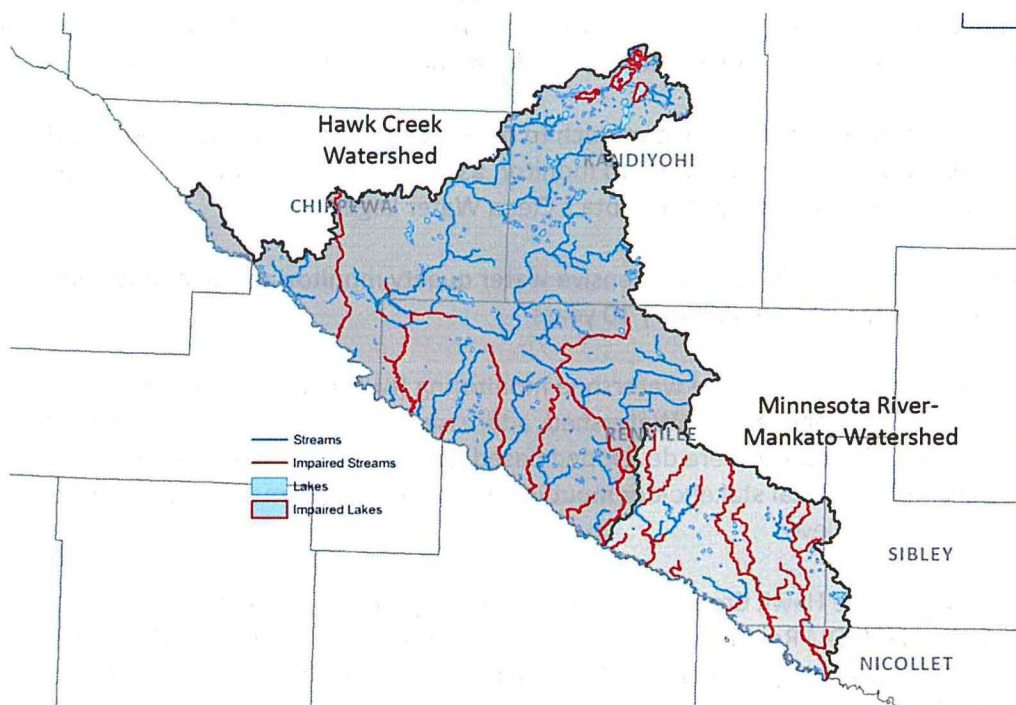 Hawk Creek
Watershed
KANDIYOHI
CHIPPEWA
Minnesota River-
Mankato Watershed
RENVILLE
Streams
Impaired Streams
Lakes
Impaired Lakes
SIBLEY
NICOLLET